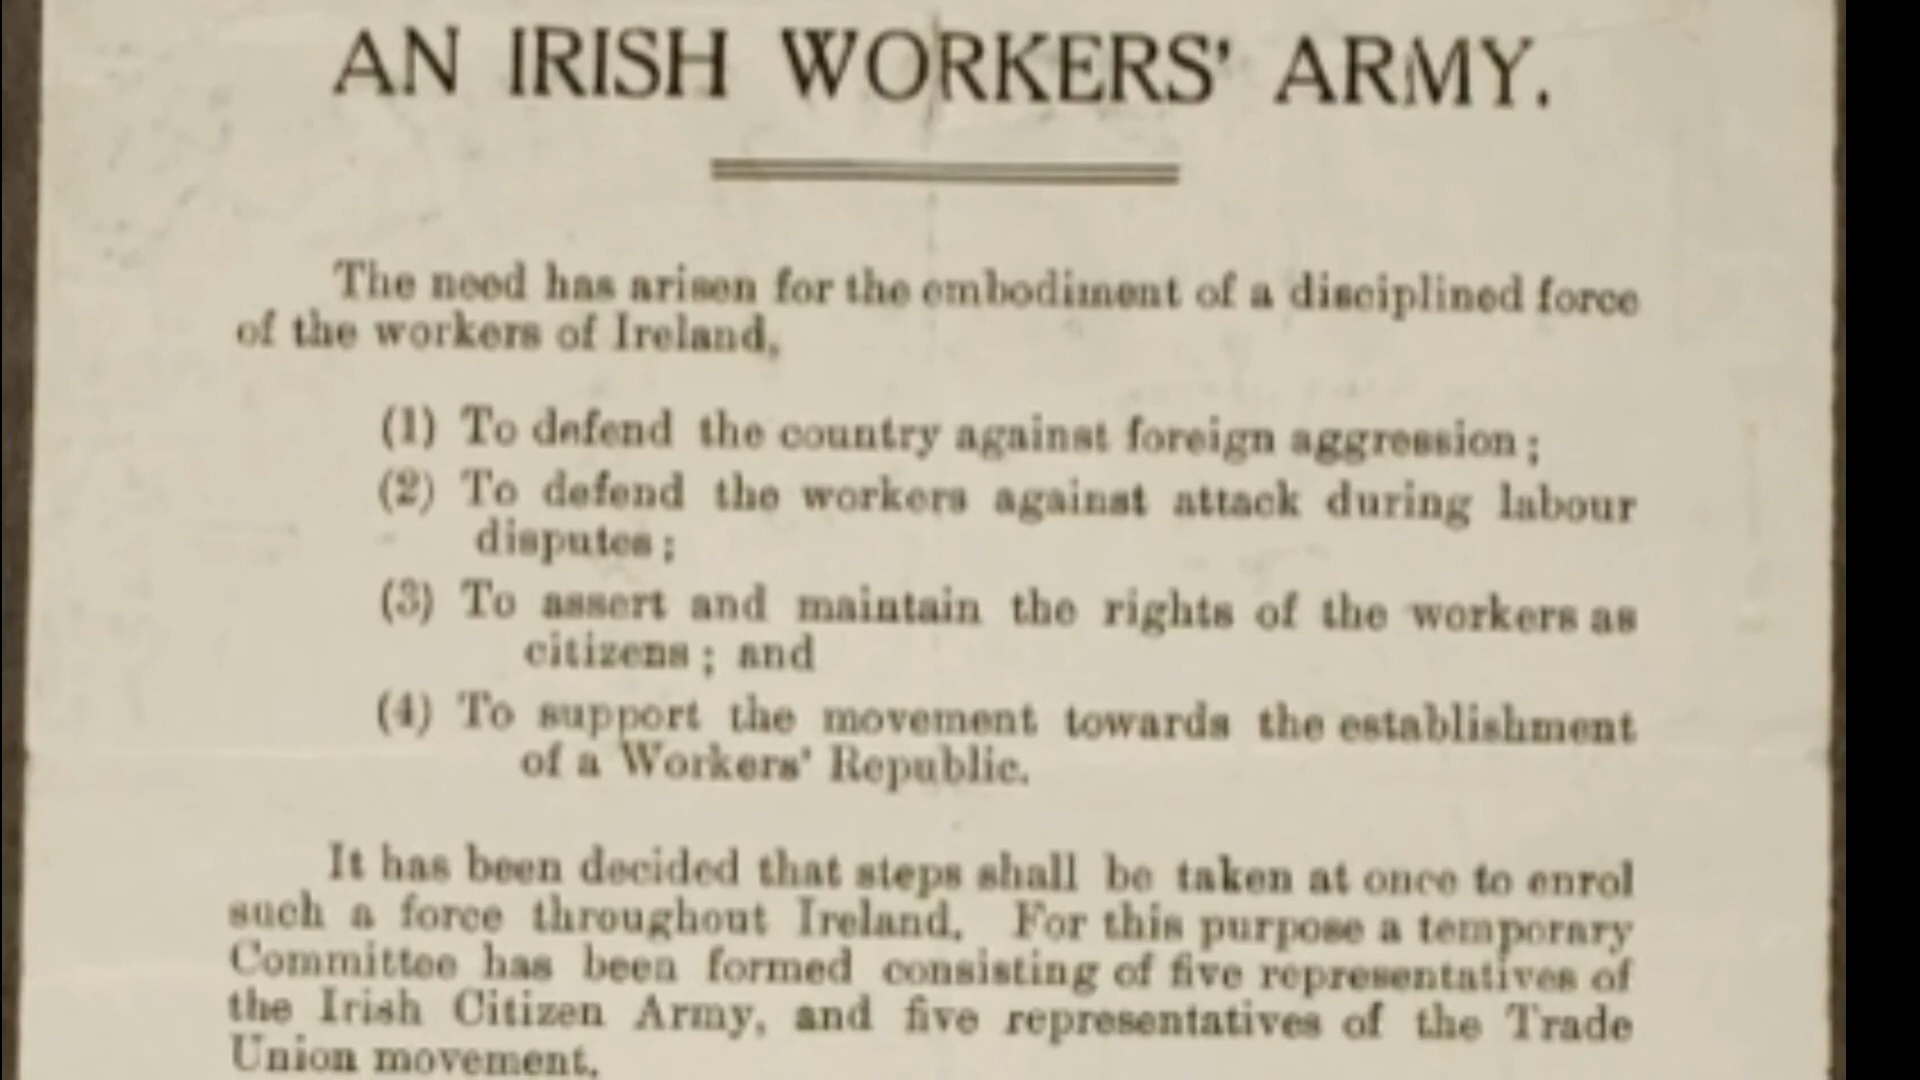 AN IRISH WORKERS' ARMY.
The need has arisen for the embodiment of a disciplined force
of the workers of Ireland,
(1) To defend the country against foreign aggression;
(2) To defend the workers against attack during labour
disputes;
(3) To assert and maintain the rights of the workers as
citizens; and
(4) To support the movement towards the establishment
of a Workers' Republic.
It has been decided that steps shall be taken at once to enrol
such a force throughout Ireland. For this purpose a temporary
Committee has been formed consisting of five representatives of
the Irish Citizen Army, and five representatives of the Trade
Union movement.